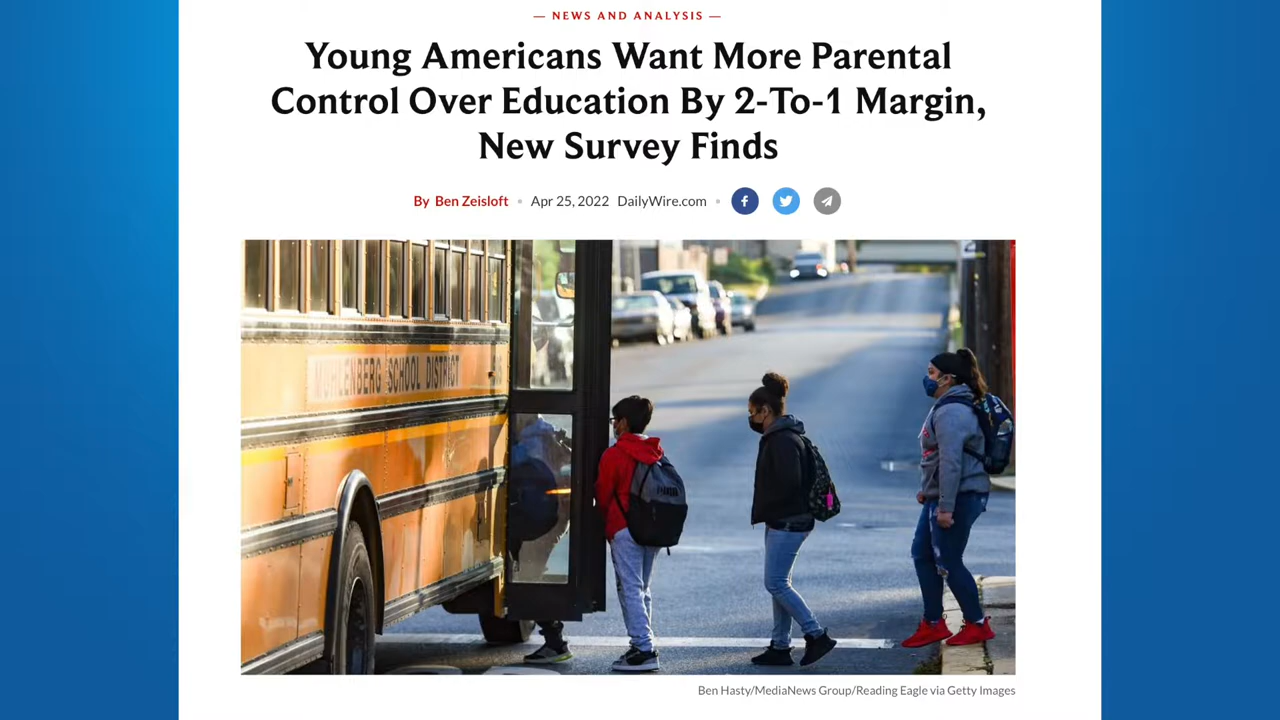 — NEWS AND ANALYSIS —
Young Americans Want More Parental
Control Over Education By 2-To-1 Margin,
New Survey Finds
By Ben Zeisloft • Apr 25, 2022 DailyWire.com •
MUHLENBERG SCHOOL DISTRICT
Ben Hasty/MediaNews Group/Reading Eagle via Getty Images